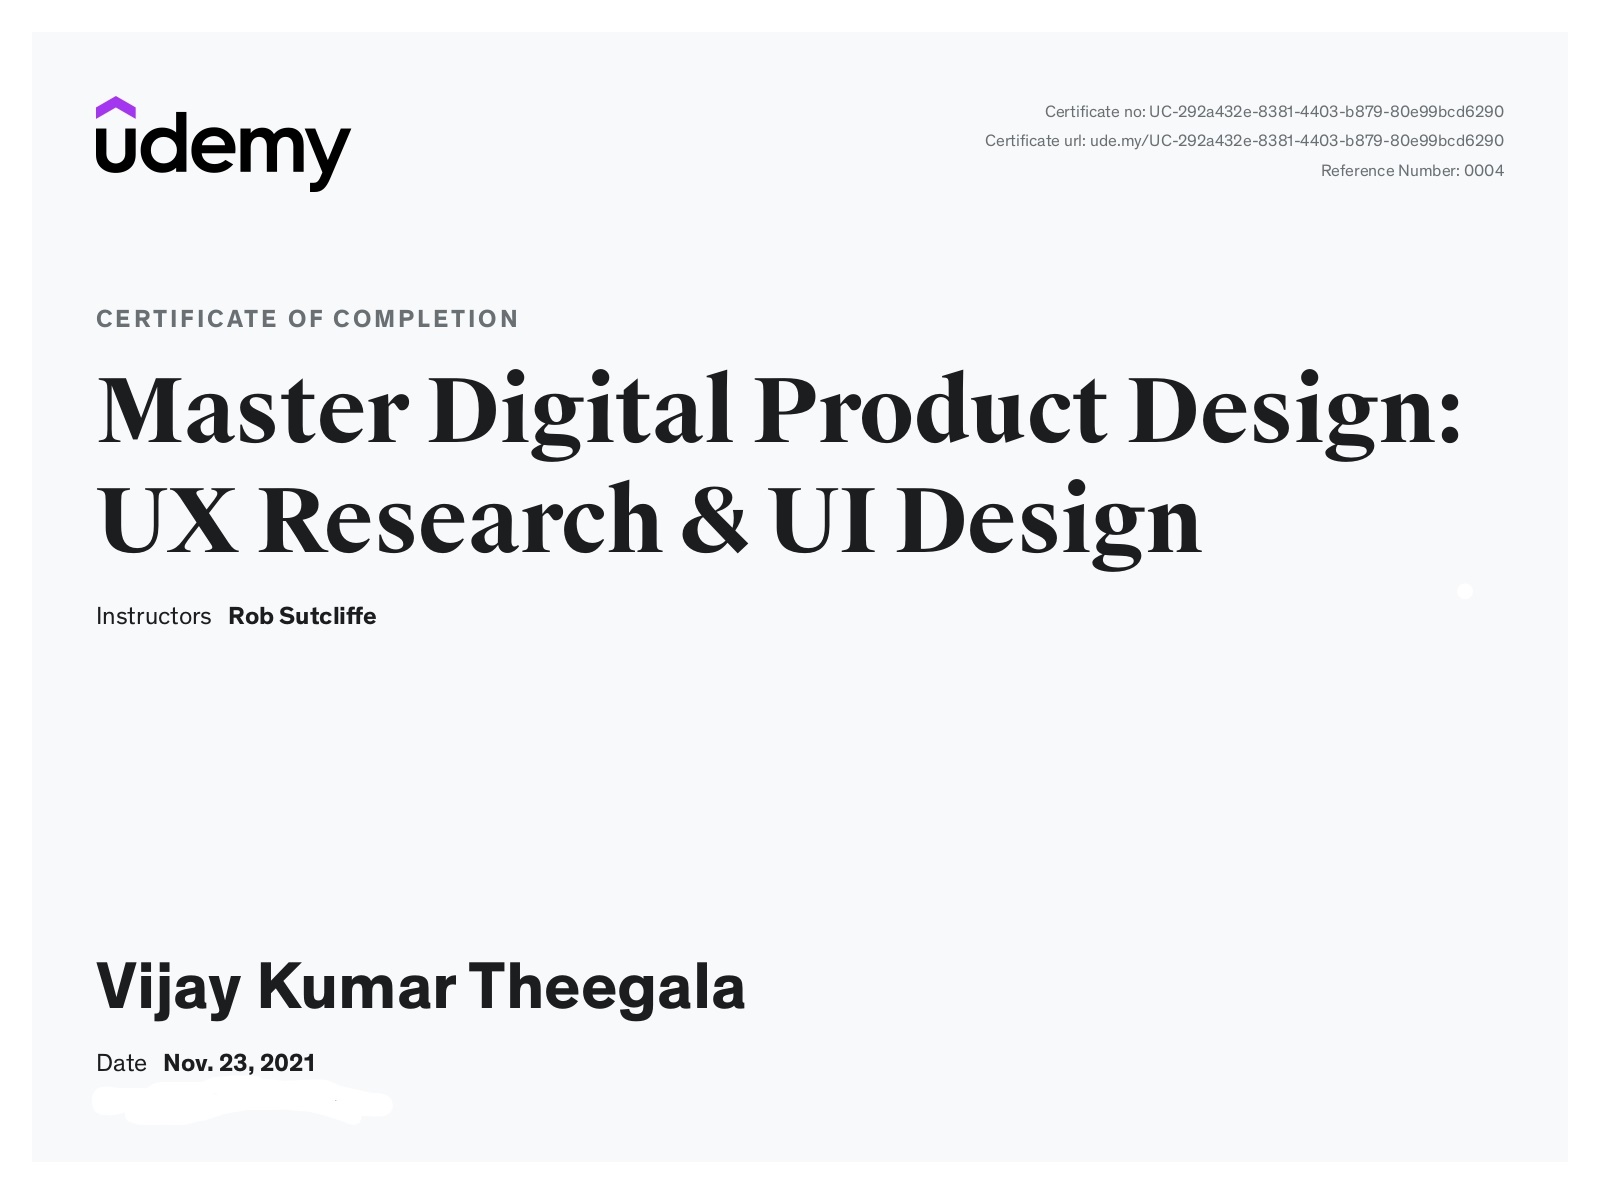 udemy
Certificate no: UC-292a432e-8381-4403-b879-80e99bcd6290
Certificate url: ude.my/UC-292a432e-8381-4403-b879-80e99bcd6290
Reference Number: 0004
CERTIFICATE OF COMPLETION
Master Digital Product Design:
UX Research & UI Design
Instructors Rob Sutcliffe
Vijay Kumar Theegala
Date Nov. 23, 2021